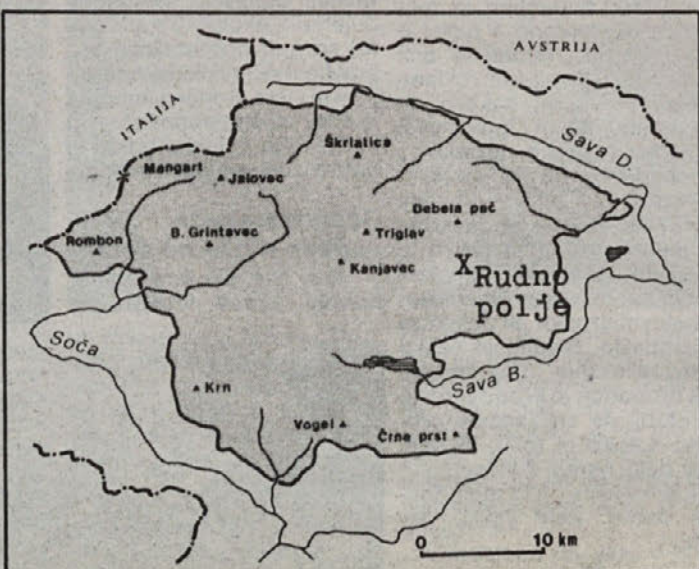 AVSTRIJA
ITALIJA
Sava D.
Škrlatica
Mangart
Jalovec
Debela peč
Rombon
B. Grintavec
Triglav
Kanjavec
X Rudno
polje
Soča
Krn
Sava B.
Vogel
Črna prst
0 10 km